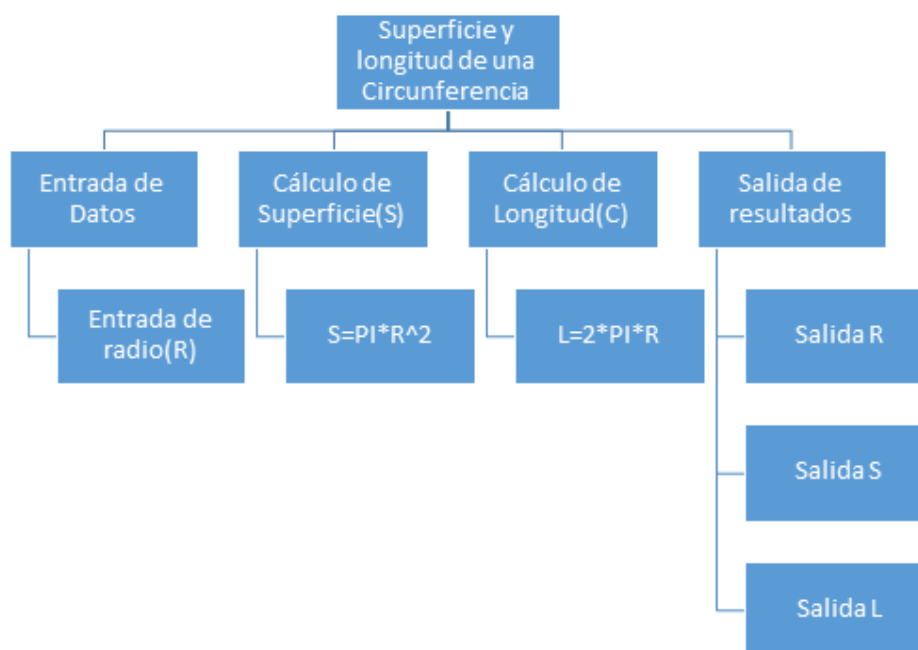 Superficie y
longitud de una
Circunferencia
Entrada de
Datos
Cálculo de
Superficie(S)
Cálculo de
Longitud(C)
Salida de
resultados
Entrada de
radio(R)
S=PI*R^2
L=2*PI*R
Salida R
Salida S
Salida L